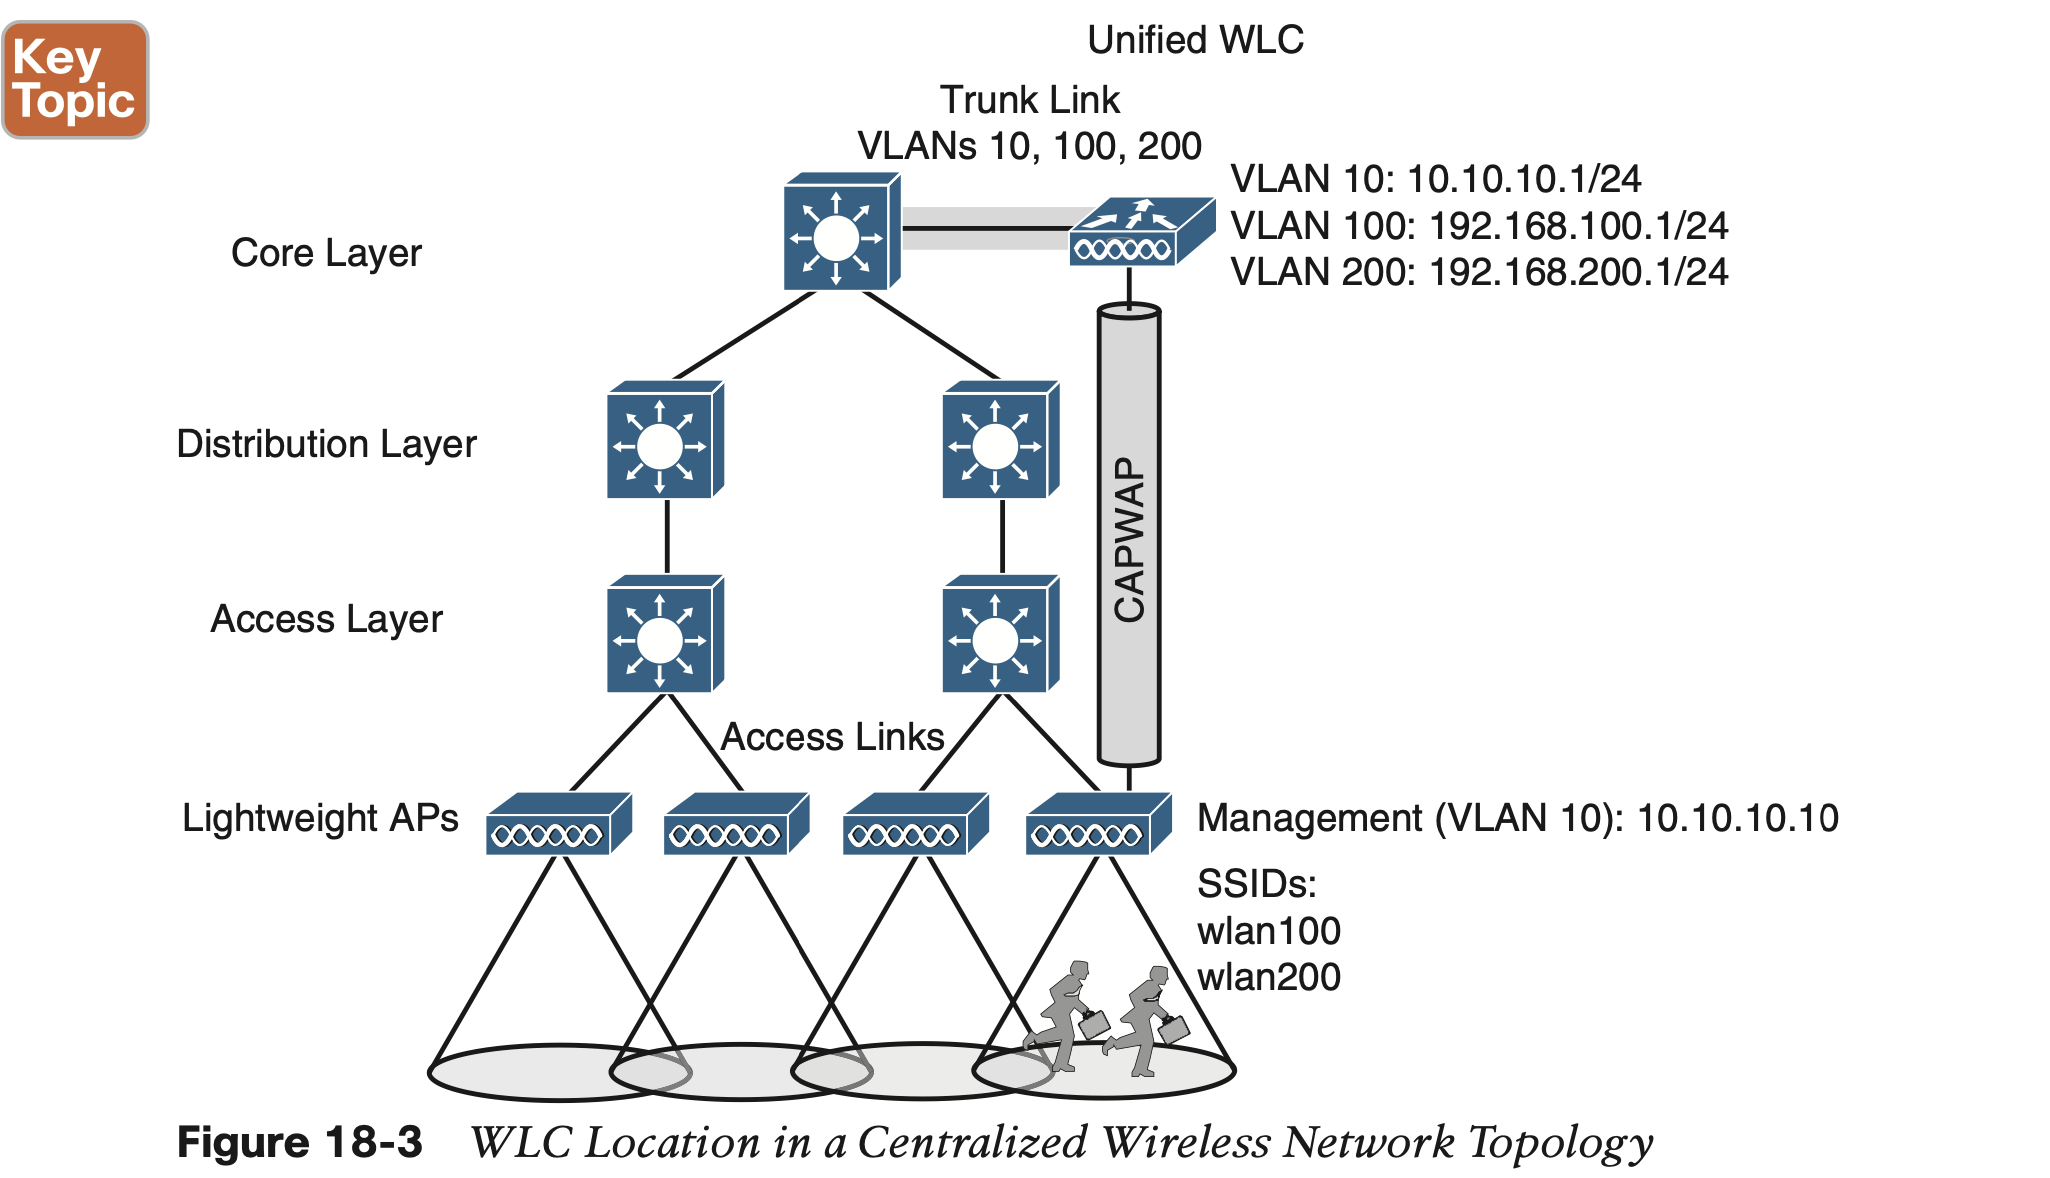 Key
Topic
Unified WLC
Trunk Link
VLANs 10, 100, 200
VLAN 10: 10.10.10.1/24
VLAN 100: 192.168.100.1/24
VLAN 200: 192.168.200.1/24
Core Layer
Distribution Layer
CAPWAP
Access Layer
Access Links
Lightweight APs
Management (VLAN 10): 10.10.10.10
SSIDs:
wlan100
wlan200
Figure 18-3 WLC Location in a Centralized Wireless Network Topology